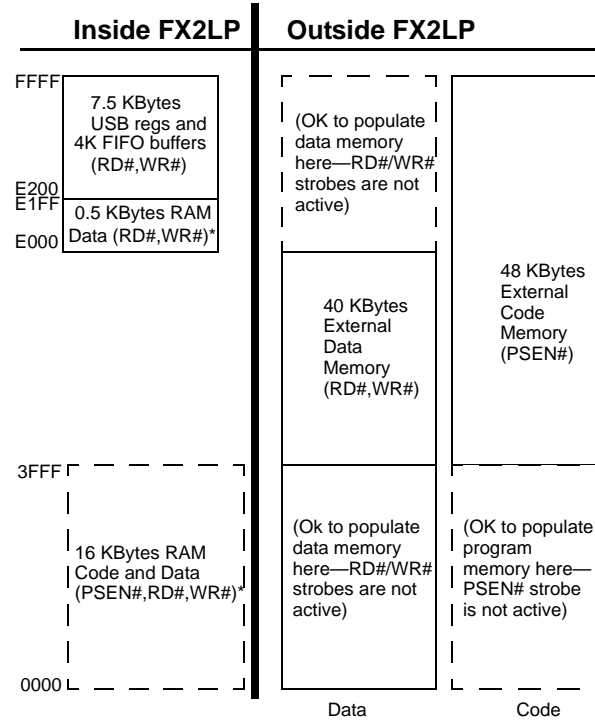 Inside FX2LP
Outside FX2LP
FFFF
7.5 KBytes
USB regs and
4K FIFO buffers
(RD#,WR#)
E200
E1FF
0.5 KBytes RAM
Data (RD#,WR#)*
E000
(OK to populate
data memory
here—RD#/WR#
strobes are not
active)
40 KBytes
External
Data
Memory
(RD#,WR#)
48 KBytes
External
Code
Memory
(PSEN#)
3FFF
16 KBytes RAM
Code and Data
(PSEN#,RD#,WR#)*
(Ok to populate
data memory
here—RD#/WR#
strobes are not
active)
(OK to populate
program
memory here—
PSEN# strobe
is not active)
0000
Data
Code